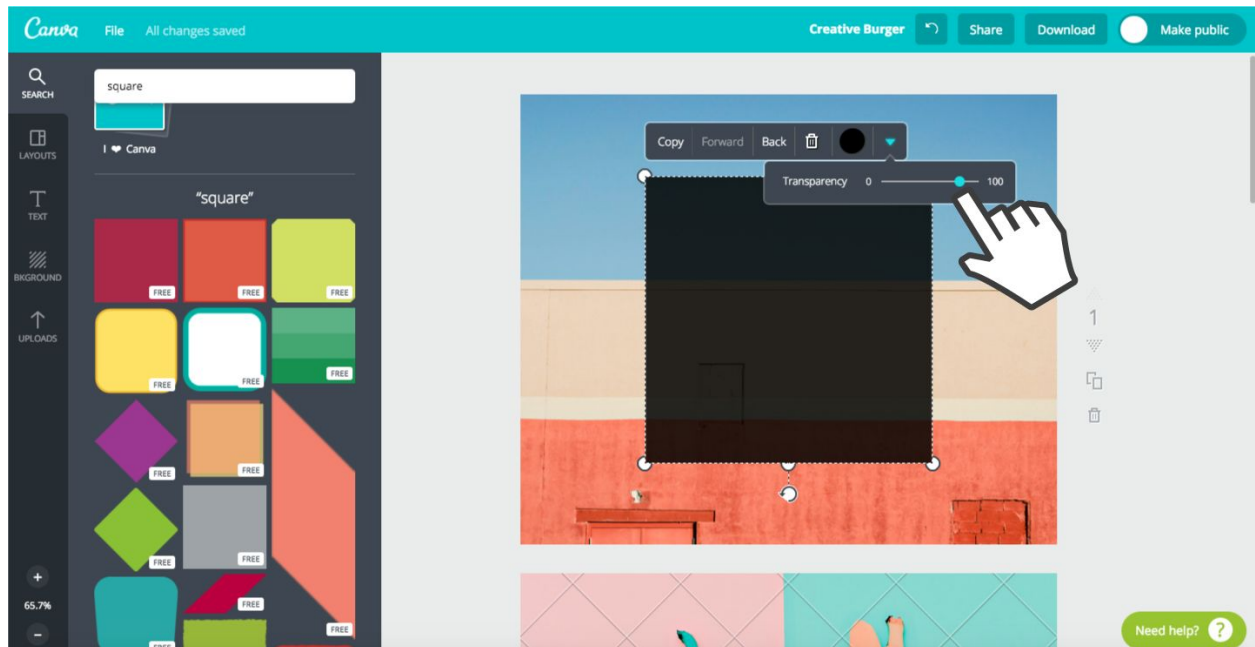 Canva File All changes saved Creative Burger Share Download Make public
SEARCH
LAYOUTS
TEXT
BKGROUND
UPLOADS
65.7%
square
I ❤ Canva
"square"
FREE FREE FREE
FREE FREE FREE
FREE FREE
FREE FREE
FREE FREE
FREE
Copy Forward Back
Transparency 0 100
1
Need help? ?